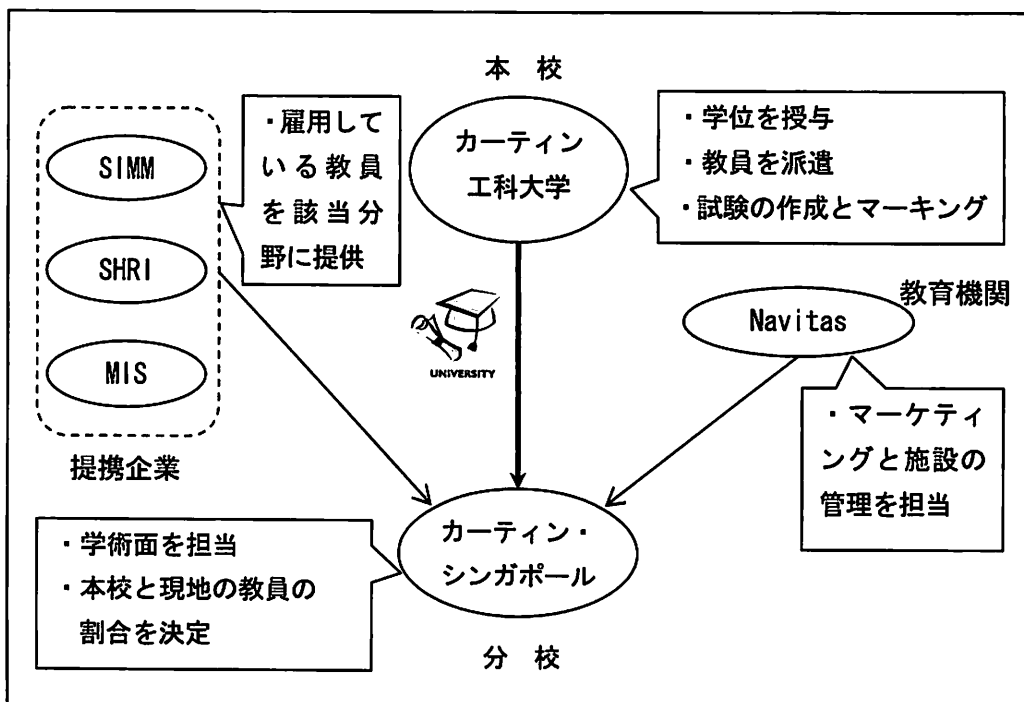 本 校
カーティン
工科大学
・学位を授与
・教員を派遣
・試験の作成とマーキング
・雇用して
いる教員
を該当分
野に提供
SIMM
SHRI
MIS
提携企業
UNIVERSITY
教育機関
Navitas
・マーケティ
ングと施設の
管理を担当
カーティン・
シンガポール
分 校
・学術面を担当
・本校と現地の教員の
割合を決定